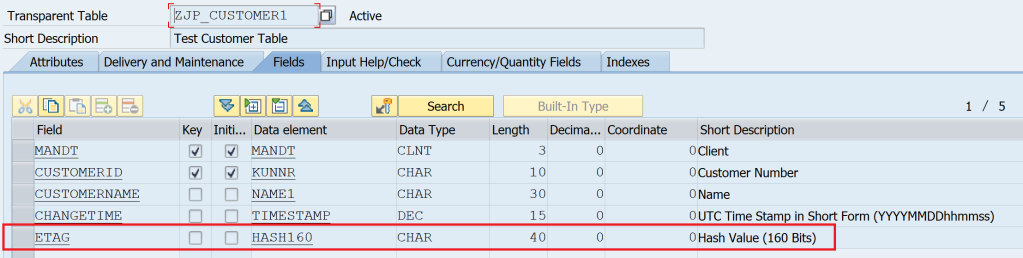 Transparent Table ZJP_CUSTOMER1 Active
Short Description Test Customer Table
Attributes Delivery and Maintenance Fields Input Help/Check Currency/Quantity Fields Indexes
Search Built-In Type 1 / 5
Field Key Initi... Data element Data Type Length Decima... Coordinate Short Description
MANDT MANDT CLNT 3 0 0 Client
CUSTOMERID KUNNR CHAR 10 0 0 Customer Number
CUSTOMERNAME NAME1 CHAR 30 0 0 Name
CHANGETIME TIMESTAMP DEC 15 0 0 UTC Time Stamp in Short Form (YYYYMMDDhhmmss)
ETAG HASH160 CHAR 40 0 0 Hash Value (160 Bits)